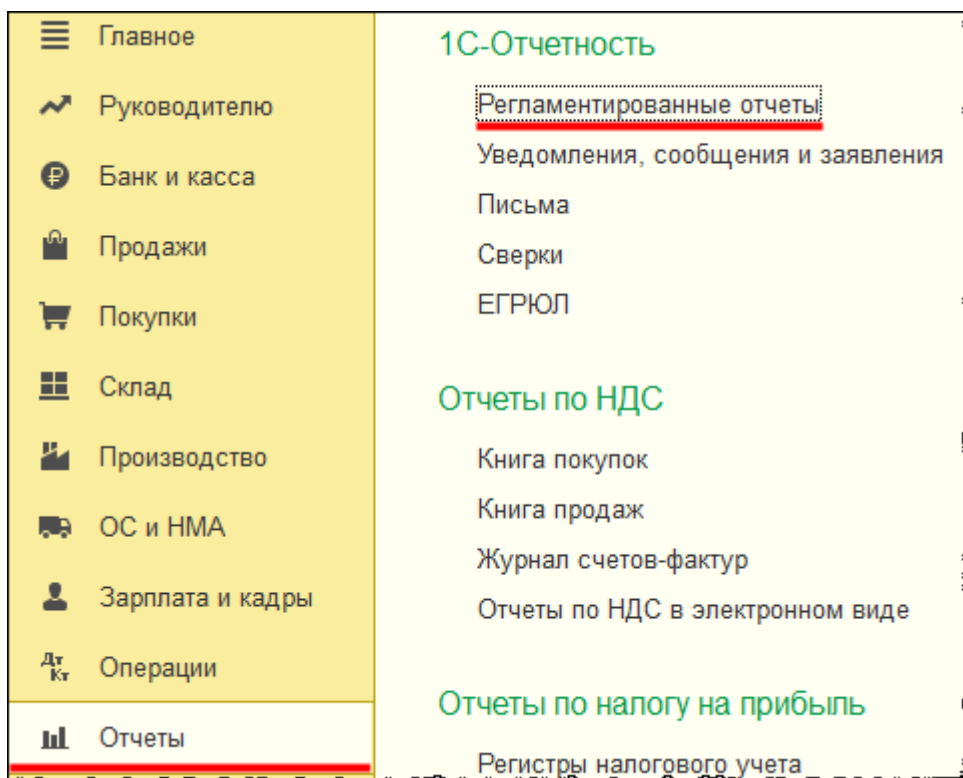 Главное
Руководителю
Банк и касса
Продажи
Покупки
Склад
Производство
ОС и НМА
Зарплата и кадры
Дт
Кт
Операции
Отчеты
1С-Отчетность
Регламентированные отчеты
Уведомления, сообщения и заявления
Письма
Сверки
ЕГРЮЛ
Отчеты по НДС
Книга покупок
Книга продаж
Журнал счетов-фактур
Отчеты по НДС в электронном виде
Отчеты по налогу на прибыль
Регистры налогового учета